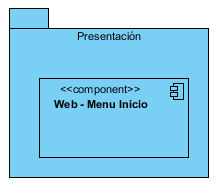 Presentación
<<component>>
Web - Menu Inicio